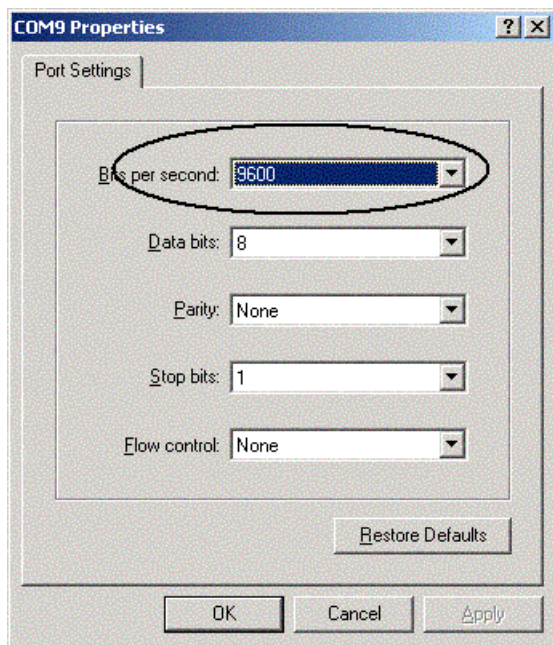 COM9 Properties
Port Settings
Bits per second: 9600
Data bits: 8
Parity: None
Stop bits: 1
Flow control: None
Restore Defaults
OK Cancel Apply